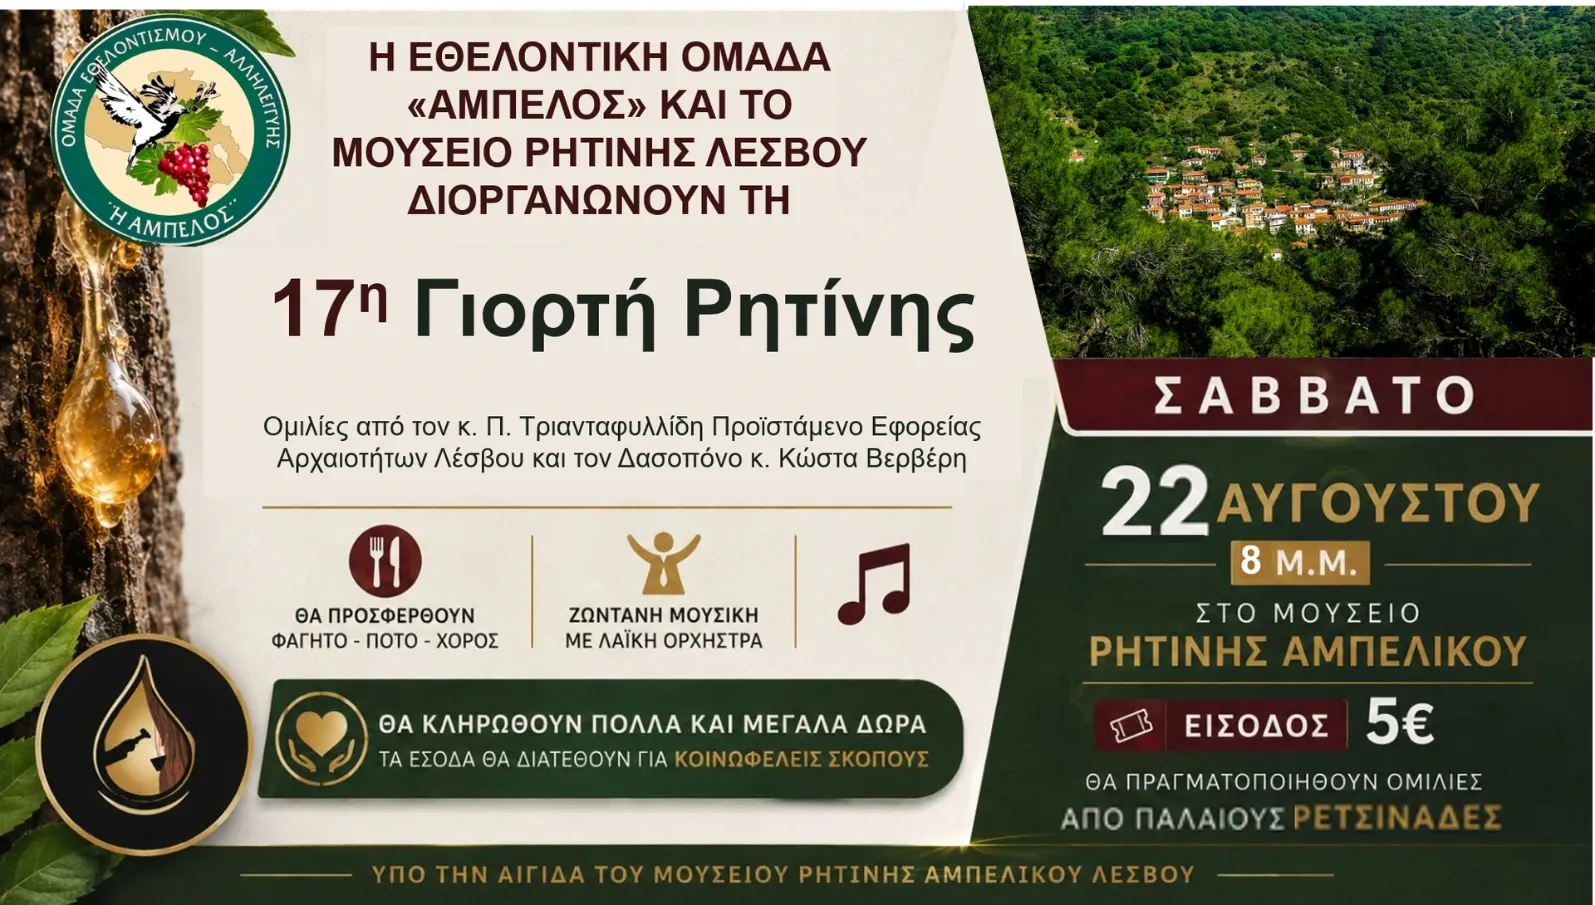 ΟΜΑΔΑ ΕΘΕΛΟΝΤΙΣΜΟΥ – ΑΛΛΗΛΕΓΓΥΗΣ
¨Η ΑΜΠΕΛΟΣ¨
Η ΕΘΕΛΟΝΤΙΚΗ ΟΜΑΔΑ
«ΑΜΠΕΛΟΣ» ΚΑΙ ΤΟ
ΜΟΥΣΕΙΟ ΡΗΤΙΝΗΣ ΛΕΣΒΟΥ
ΔΙΟΡΓΑΝΩΝΟΥΝ ΤΗ
17η Γιορτή Ρητίνης
Ομιλίες από τον κ. Π. Τριανταφυλλίδη Προϊστάμενο Εφορείας
Αρχαιοτήτων Λέσβου και τον Δασοπόνο κ. Κώστα Βερβέρη
ΘΑ ΠΡΟΣΦΕΡΘΟΥΝ
ΦΑΓΗΤΟ - ΠΟΤΟ - ΧΟΡΟΣ
ΖΩΝΤΑΝΗ ΜΟΥΣΙΚΗ
ΜΕ ΛΑΪΚΗ ΟΡΧΗΣΤΡΑ
ΘΑ ΚΛΗΡΩΘΟΥΝ ΠΟΛΛΑ ΚΑΙ ΜΕΓΑΛΑ ΔΩΡΑ
ΤΑ ΕΣΟΔΑ ΘΑ ΔΙΑΤΕΘΟΥΝ ΓΙΑ ΚΟΙΝΩΦΕΛΕΙΣ ΣΚΟΠΟΥΣ
ΣΑΒΒΑΤΟ
22 ΑΥΓΟΥΣΤΟΥ
8 Μ.Μ.
ΣΤΟ ΜΟΥΣΕΙΟ
ΡΗΤΙΝΗΣ ΑΜΠΕΛΙΚΟΥ
ΕΙΣΟΔΟΣ 5€
ΘΑ ΠΡΑΓΜΑΤΟΠΟΙΗΘΟΥΝ ΟΜΙΛΙΕΣ
ΑΠΟ ΠΑΛΑΙΟΥΣ ΡΕΤΣΙΝΑΔΕΣ
ΥΠΟ ΤΗΝ ΑΙΓΙΔΑ ΤΟΥ ΜΟΥΣΕΙΟΥ ΡΗΤΙΝΗΣ ΑΜΠΕΛΙΚΟΥ ΛΕΣΒΟΥ